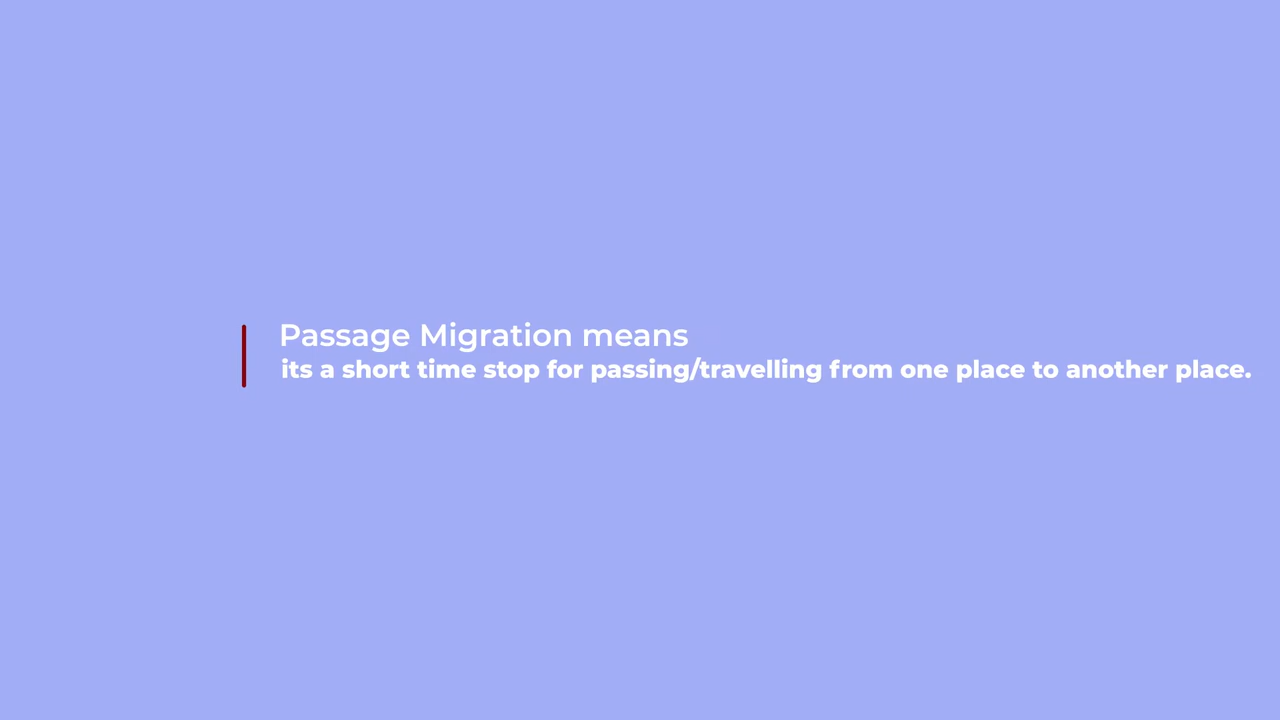 Passage Migration means
its a short time stop for passing/travelling from one place to another place.